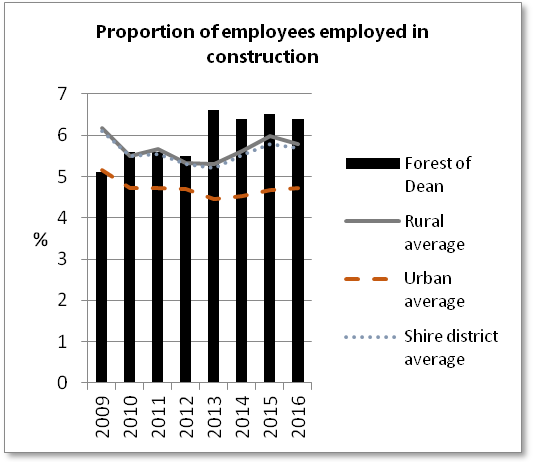 Proportion of employees employed in
construction
7
6
5
4
3
2
1
0
%
2009
2010
2011
2012
2013
2014
2015
2016
Forest of
Dean
Rural
average
Urban
average
Shire district
average